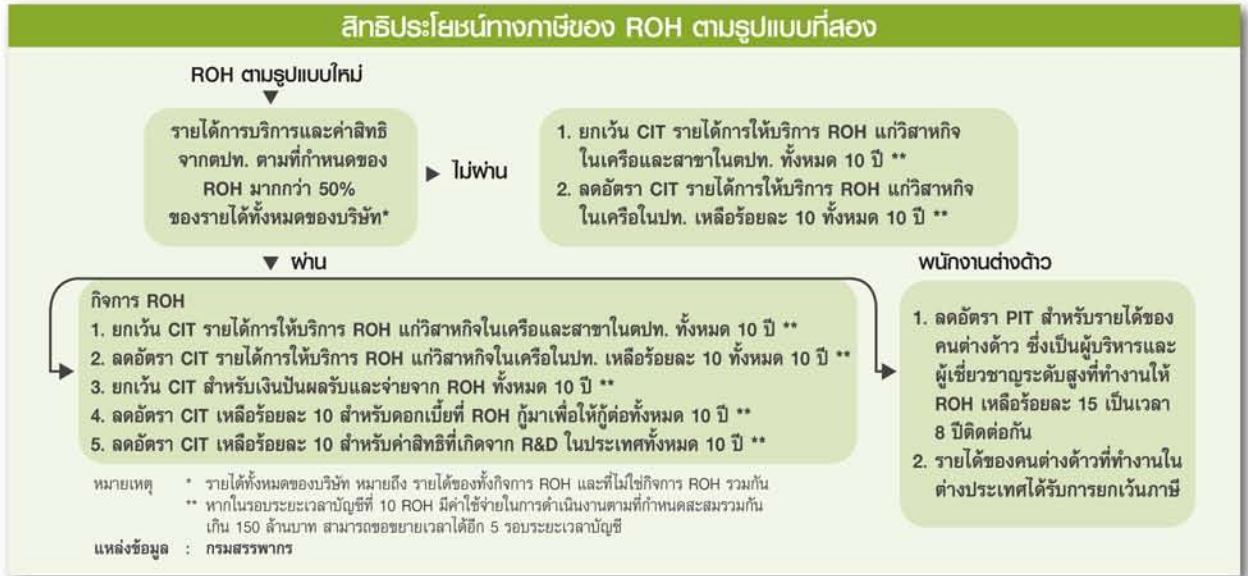 สิทธิประโยชน์ทางภาษีของ ROH ตามรูปแบบที่สอง
ROH ตามรูปแบบใหม่
รายได้การบริการและค่าสิทธิ
จากตปท. ตามที่กำหนดของ
ROH มากกว่า 50%
ของรายได้ทั้งหมดของบริษัท*
ไม่ผ่าน
1. ยกเว้น CIT รายได้การให้บริการ ROH แก่วิสาหกิจ
ในเครือและสาขาในตปท. ทั้งหมด 10 ปี **
2. ลดอัตรา CIT รายได้การให้บริการ ROH แก่วิสาหกิจ
ในเครือในปท. เหลือร้อยละ 10 ทั้งหมด 10 ปี **
ผ่าน
กิจการ ROH
1. ยกเว้น CIT รายได้การให้บริการ ROH แก่วิสาหกิจในเครือและสาขาในตปท. ทั้งหมด 10 ปี **
2. ลดอัตรา CIT รายได้การให้บริการ ROH แก่วิสาหกิจในเครือในปท. เหลือร้อยละ 10 ทั้งหมด 10 ปี **
3. ยกเว้น CIT สำหรับเงินปันผลรับและจ่ายจาก ROH ทั้งหมด 10 ปี **
4. ลดอัตรา CIT เหลือร้อยละ 10 สำหรับดอกเบี้ยที่ ROH กู้มาเพื่อให้กู้ต่อทั้งหมด 10 ปี **
5. ลดอัตรา CIT เหลือร้อยละ 10 สำหรับค่าสิทธิที่เกิดจาก R&D ในประเทศทั้งหมด 10 ปี **
พนักงานต่างด้าว
1. ลดอัตรา PIT สำหรับรายได้ของ
คนต่างด้าว ซึ่งเป็นผู้บริหารและ
ผู้เชี่ยวชาญระดับสูงที่ทำงานให้
ROH เหลือร้อยละ 15 เป็นเวลา
8 ปีติดต่อกัน
2. รายได้ของคนต่างด้าวที่ทำงานใน
ต่างประเทศได้รับการยกเว้นภาษี
หมายเหตุ * รายได้ทั้งหมดของบริษัท หมายถึง รายได้ของทั้งกิจการ ROH และที่ไม่ใช่กิจการ ROH รวมกัน
** หากในรอบระยะเวลาบัญชีที่ 10 ROH มีค่าใช้จ่ายในการดำเนินงานตามที่กำหนดสะสมรวมกัน
เกิน 150 ล้านบาท สามารถขอขยายเวลาได้อีก 5 รอบระยะเวลาบัญชี
แหล่งข้อมูล : กรมสรรพากร